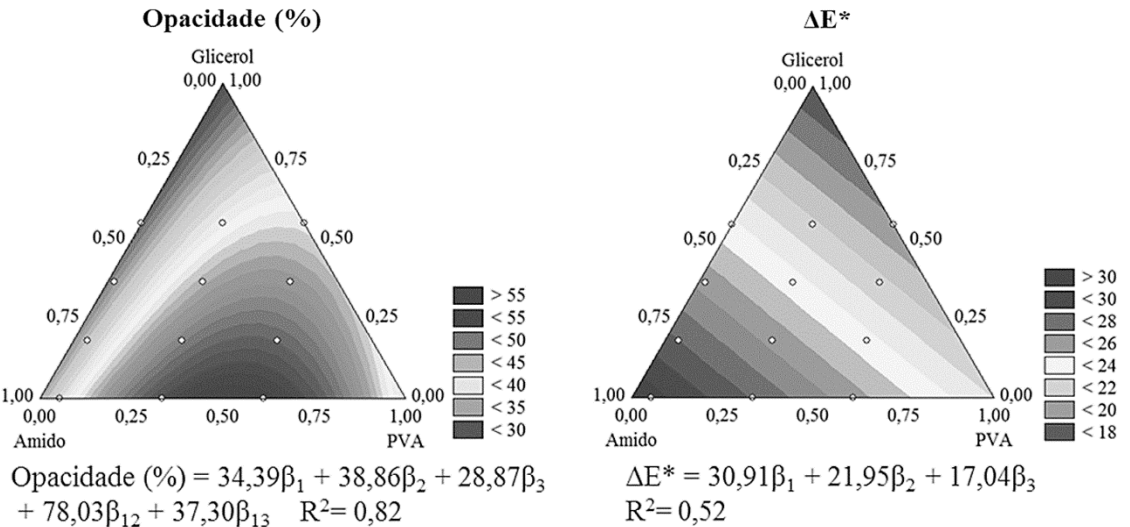 Opacidade (%)
Glicerol
0,00 1,00
0,25 0,75
0,50 0,50
0,75 0,25
1,00 0,00
0,00 0,25 0,50 0,75 1,00
Amido PVA
> 55
< 55
< 50
< 45
< 40
< 35
< 30
Opacidade (%) = 34,39β₁ + 38,86β₂ + 28,87β₃
+ 78,03β₁₂ + 37,30β₁₃ R²= 0,82
ΔE*
Glicerol
0,00 1,00
0,25 0,75
0,50 0,50
0,75 0,25
1,00 0,00
0,00 0,25 0,50 0,75 1,00
Amido PVA
> 30
< 30
< 28
< 26
< 24
< 22
< 20
< 18
ΔE* = 30,91β₁ + 21,95β₂ + 17,04β₃
R²= 0,52